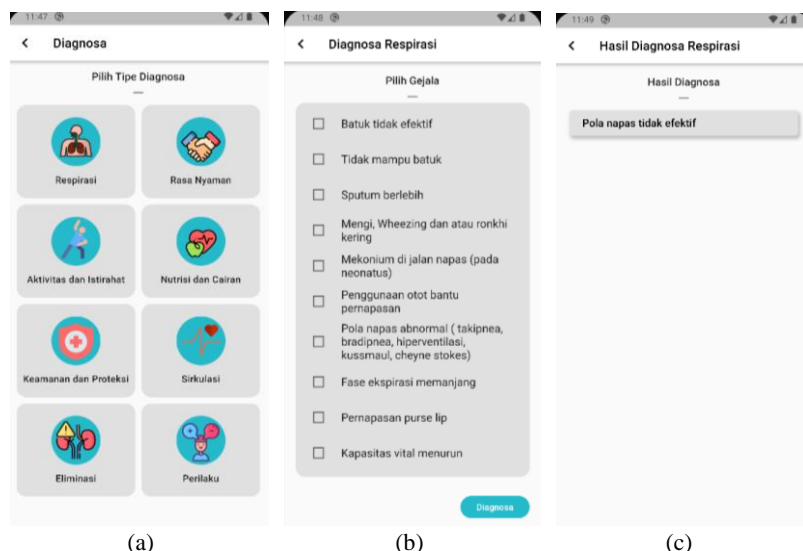 11:47
Diagnosa
Pilih Tipe Diagnosa
Respirasi
Rasa Nyaman
Aktivitas dan Istirahat
Nutrisi dan Cairan
Keamanan dan Proteksi
Sirkulasi
Eliminasi
Perilaku
(a)
11:48
Diagnosa Respirasi
Pilih Gejala
Batuk tidak efektif
Tidak mampu batuk
Sputum berlebih
Mengi, Wheezing dan atau ronkhi
kering
Mekonium di jalan napas (pada
neonatus)
Penggunaan otot bantu
pernapasan
Pola napas abnormal ( takipnea,
bradipnea, hiperventilasi,
kussmaul, cheyne stokes)
Fase ekspirasi memanjang
Pernapasan purse lip
Kapasitas vital menurun
Diagnosa
(b)
11:49
Hasil Diagnosa Respirasi
Hasil Diagnosa
Pola napas tidak efektif
(c)